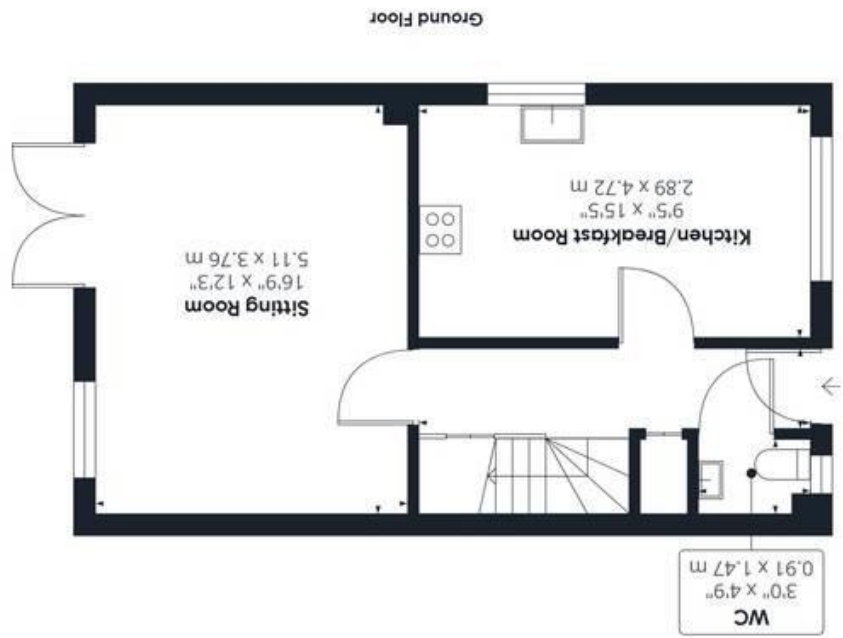 WC
3'0" x 4'9"
0.91 x 1.47 m
Sitting Room
16'9" x 12'3"
5.11 x 3.76 m
Kitchen/Breakfast Room
9'5" x 15'5"
2.89 x 4.72 m
Ground Floor